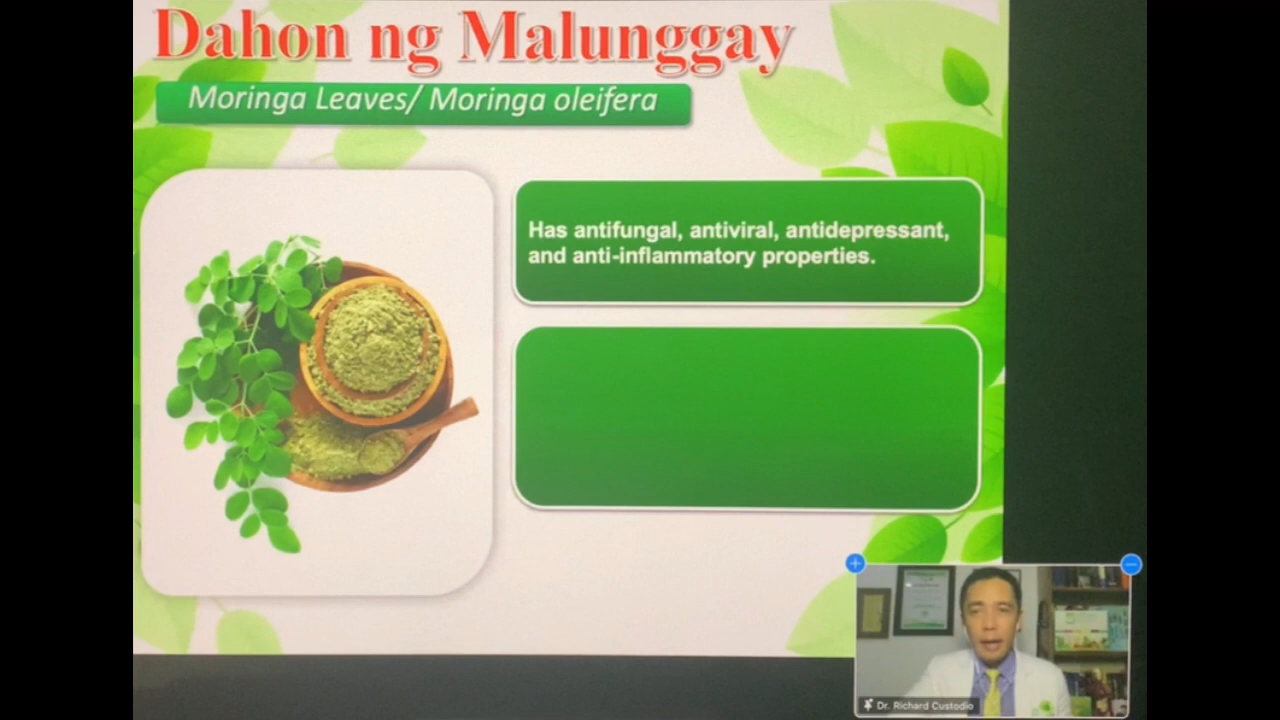 Dahon ng Malunggay
Moringa Leaves/ Moringa oleifera
Has antifungal, antiviral, antidepressant,
and anti-inflammatory properties.
Dr. Richard Custodio